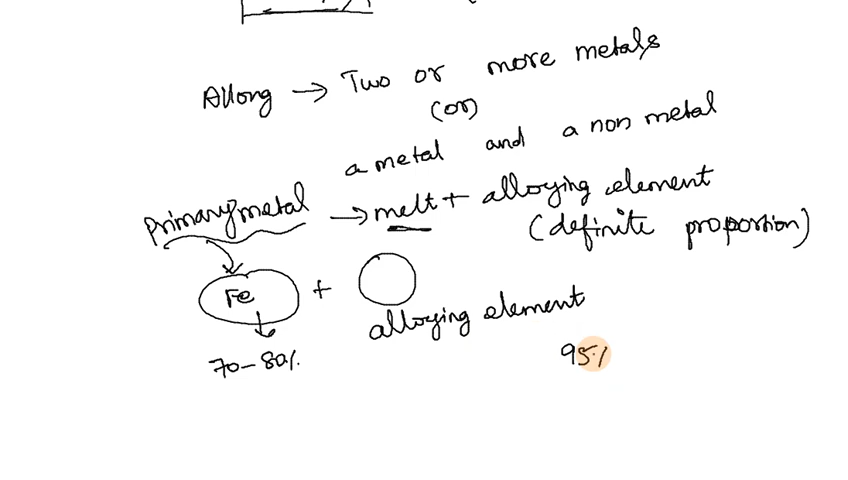 Allong → Two or more metals
(or)
a metal and a non metal
Primary metal → melt + alloying element
(definite proportion)
Fe +
alloying element
70-80%
95%